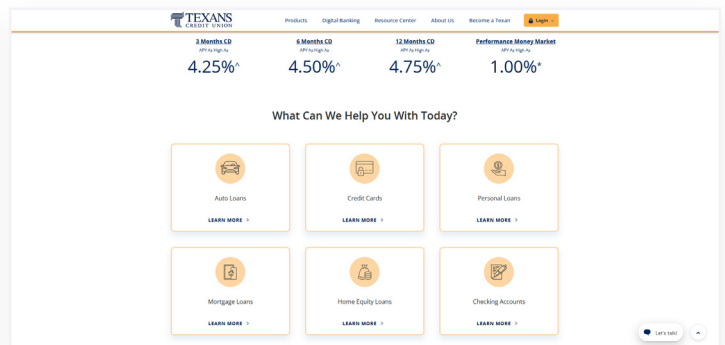 TEXANS
CREDIT UNION
Products Digital Banking Resource Center About Us Become a Texan Login
3 Months CD 6 Months CD 12 Months CD Performance Money Market
APY As High As APY As High As APY As High As APY As High As
4.25%^ 4.50%^ 4.75%^ 1.00%*
What Can We Help You With Today?
Auto Loans Credit Cards Personal Loans
LEARN MORE > LEARN MORE > LEARN MORE >
Mortgage Loans Home Equity Loans Checking Accounts
LEARN MORE > LEARN MORE > LEARN MORE >
Let's talk!